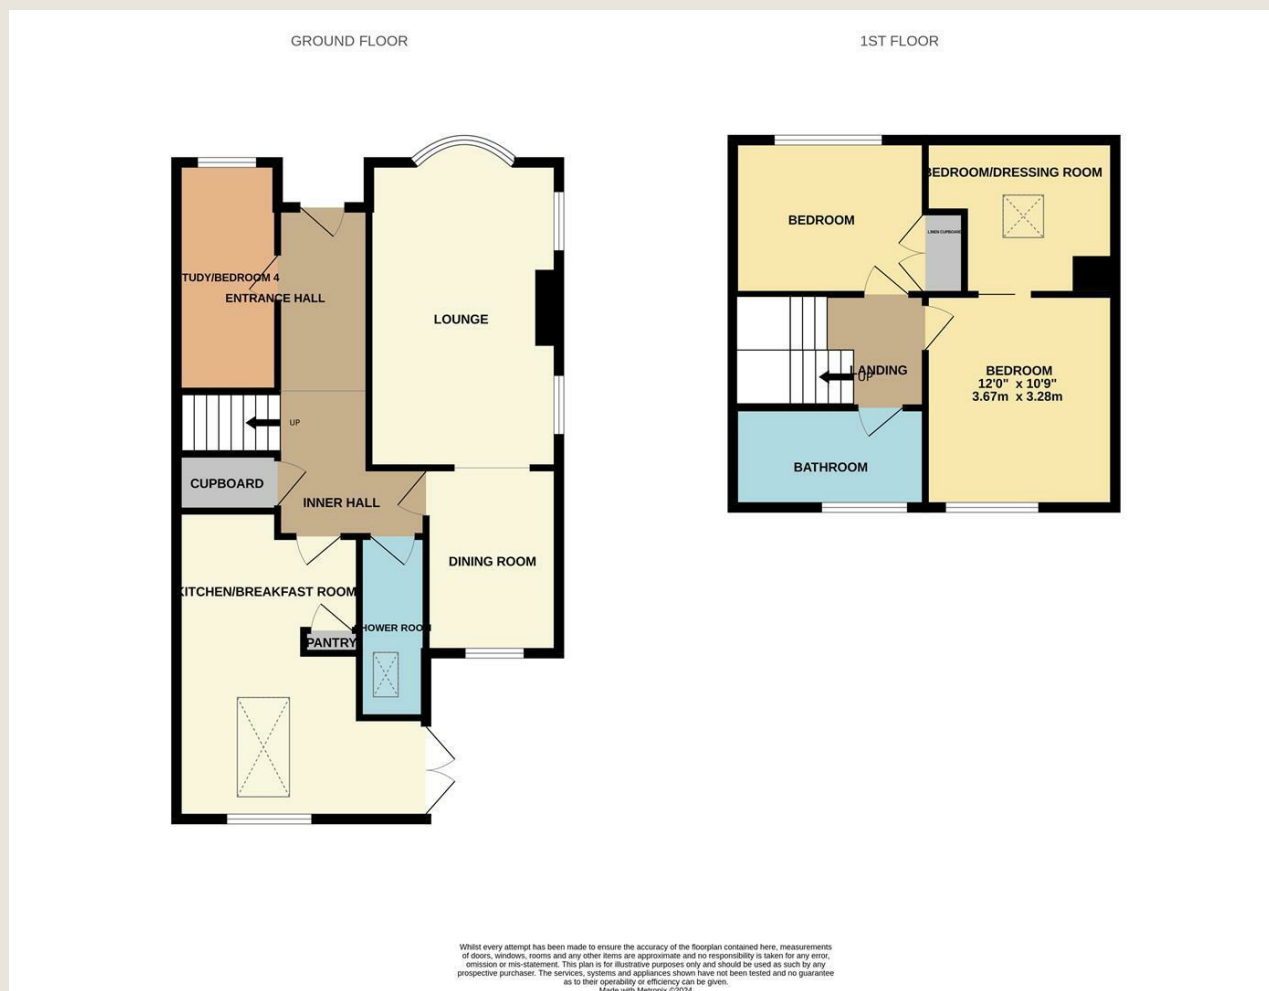 GROUND FLOOR
1ST FLOOR
TUDY/BEDROOM 4
ENTRANCE HALL
LOUNGE
UP
CUPBOARD
INNER HALL
DINING ROOM
KITCHEN/BREAKFAST ROOM
HOWER ROOM
PANTRY
BEDROOM
BEDROOM/DRESSING ROOM
LINEN CUPBOARD
LANDING
UP
BEDROOM
12'0" x 10'9"
3.67m x 3.28m
BATHROOM
Whilst every attempt has been made to ensure the accuracy of the floorplan contained here, measurements
of doors, windows, rooms and any other items are approximate and no responsibility is taken for any error,
omission or mis-statement. This plan is for illustrative purposes only and should be used as such by any
prospective purchaser. The services, systems and appliances shown have not been tested and no guarantee
as to their operability or efficiency can be given.
Made with Metropix ©2024